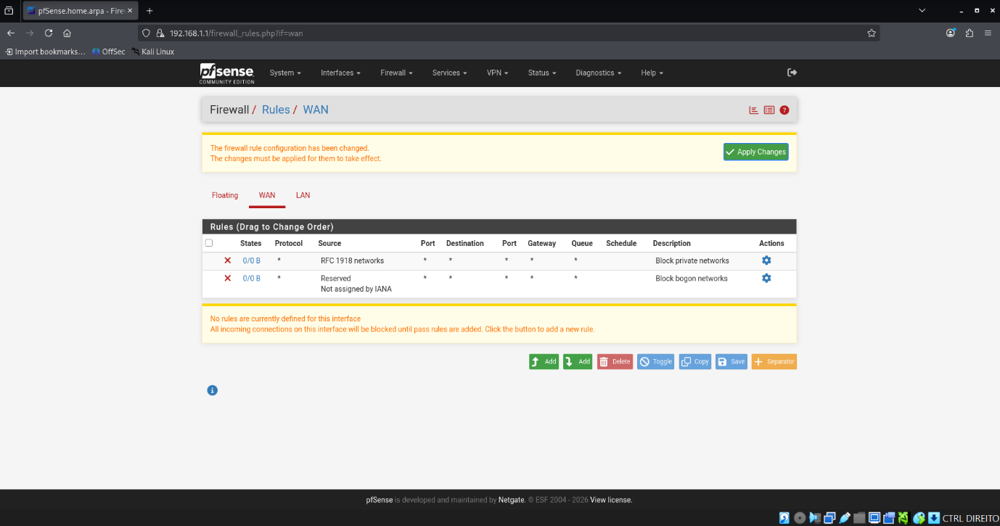 pfSense.home.arpa - Fire
192.168.1.1/firewall_rules.php?if=wan
Import bookmarks...
OffSec
Kali Linux
pfsense
COMMUNITY EDITION
System
Interfaces
Firewall
Services
VPN
Status
Diagnostics
Help
Firewall / Rules / WAN
The firewall rule configuration has been changed.
The changes must be applied for them to take effect.
Apply Changes
Floating
WAN
LAN
Rules (Drag to Change Order)
States Protocol Source Port Destination Port Gateway Queue Schedule Description Actions
0/0 B * RFC 1918 networks * * * * * Block private networks
0/0 B * Reserved * * * * * Block bogon networks
Not assigned by IANA
No rules are currently defined for this interface
All incoming connections on this interface will be blocked until pass rules are added. Click the button to add a new rule.
Add
Add
Delete
Toggle
Copy
Save
Separator
pfSense is developed and maintained by Netgate. © ESF 2004 - 2026 View license.
CTRL DIREITO